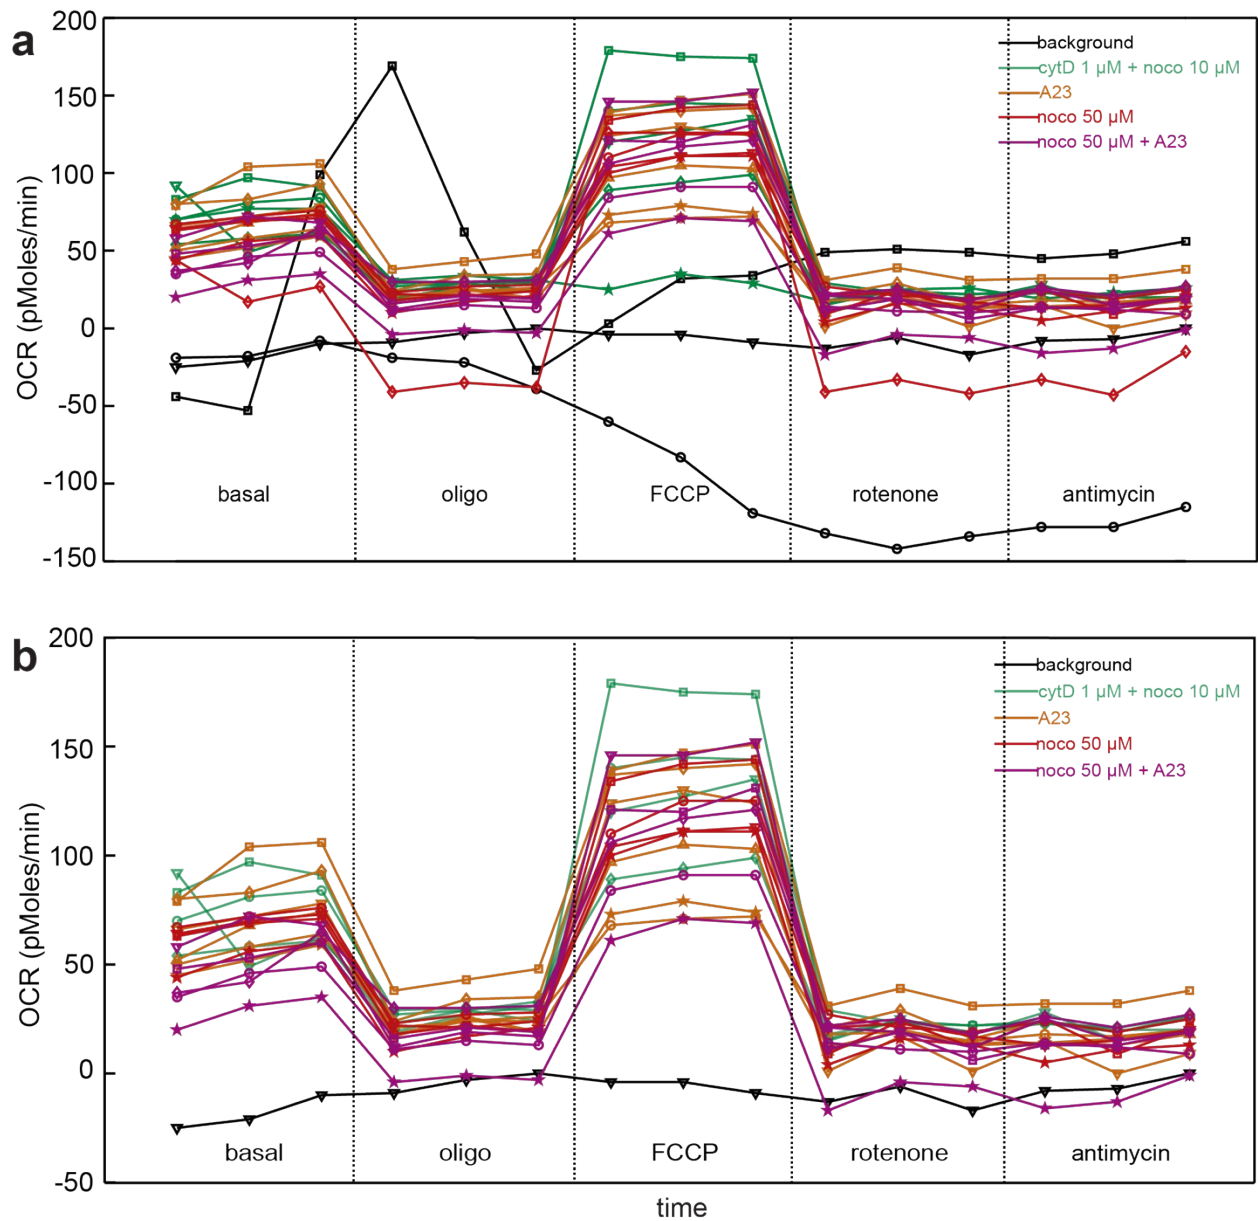 a
200
150
100
50
0
-50
-100
-150
OCR (pMoles/min)
background
cytD 1 µM + noco 10 µM
A23
noco 50 µM
noco 50 µM + A23
basal oligo FCCP rotenone antimycin
b
200
150
100
50
0
-50
OCR (pMoles/min)
background
cytD 1 µM + noco 10 µM
A23
noco 50 µM
noco 50 µM + A23
basal oligo FCCP rotenone antimycin
time